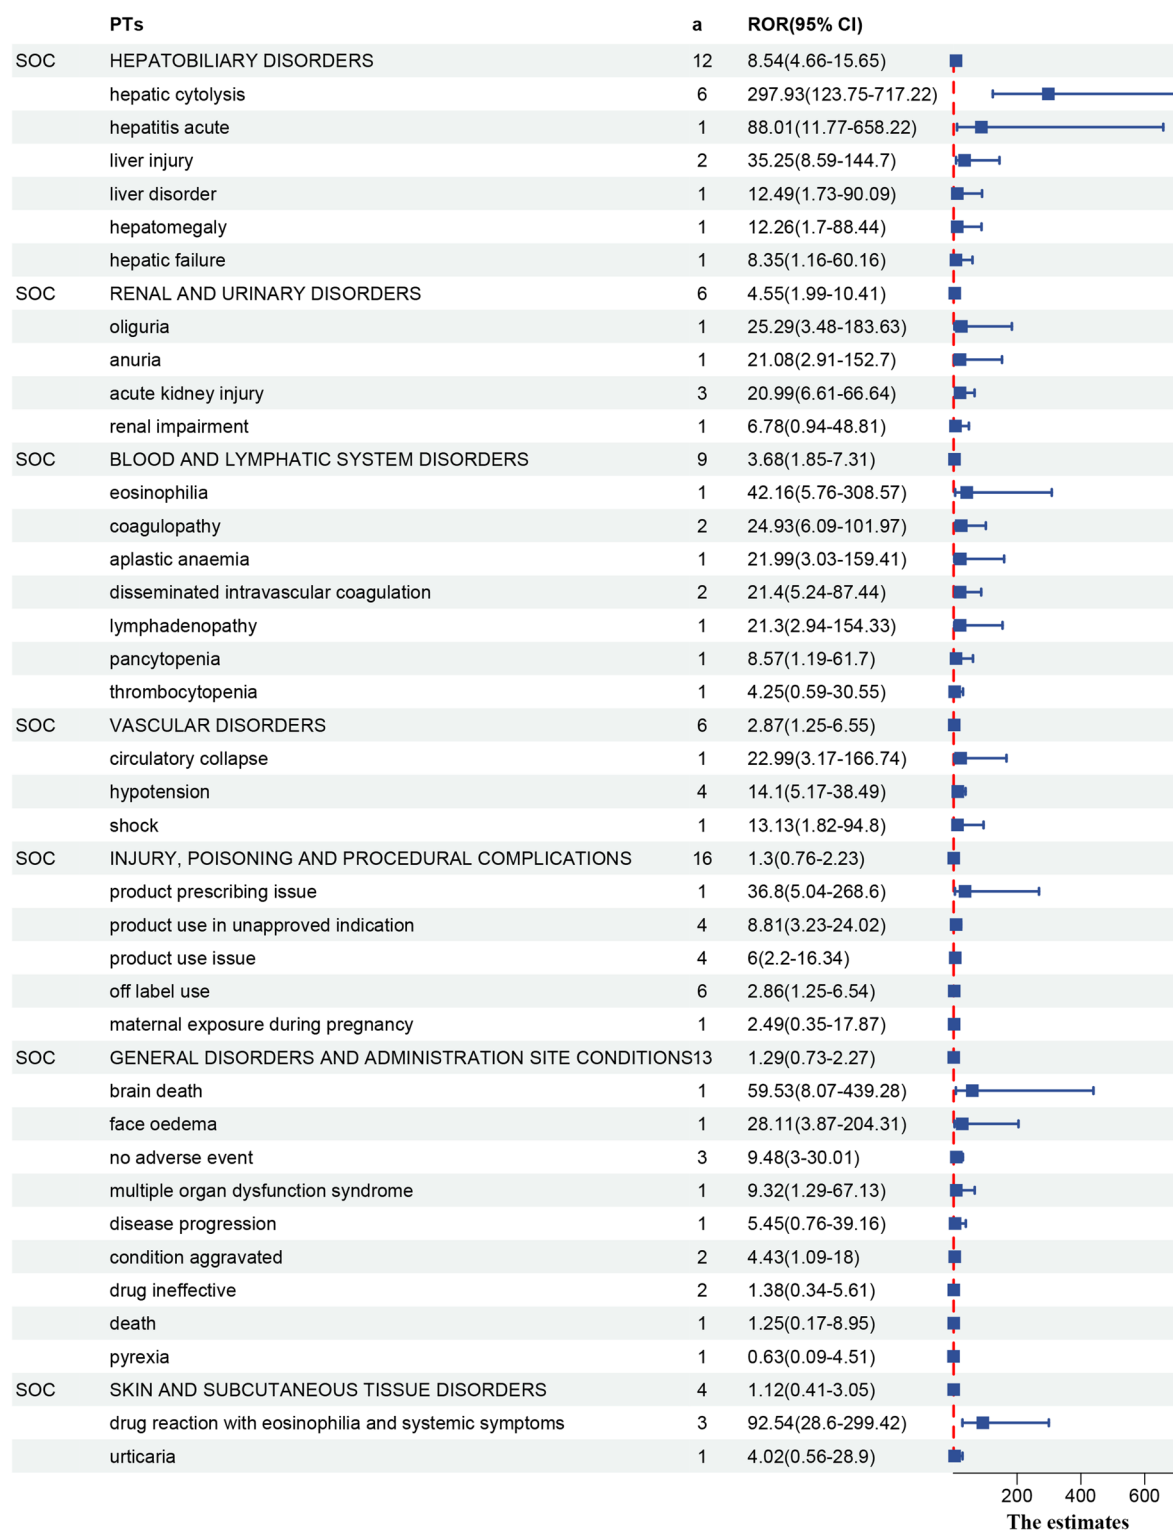 PTs a ROR(95% CI)
SOC HEPATOBILIARY DISORDERS 12 8.54(4.66-15.65)
hepatic cytolysis 6 297.93(123.75-717.22)
hepatitis acute 1 88.01(11.77-658.22)
liver injury 2 35.25(8.59-144.7)
liver disorder 1 12.49(1.73-90.09)
hepatomegaly 1 12.26(1.7-88.44)
hepatic failure 1 8.35(1.16-60.16)
SOC RENAL AND URINARY DISORDERS 6 4.55(1.99-10.41)
oliguria 1 25.29(3.48-183.63)
anuria 1 21.08(2.91-152.7)
acute kidney injury 3 20.99(6.61-66.64)
renal impairment 1 6.78(0.94-48.81)
SOC BLOOD AND LYMPHATIC SYSTEM DISORDERS 9 3.68(1.85-7.31)
eosinophilia 1 42.16(5.76-308.57)
coagulopathy 2 24.93(6.09-101.97)
aplastic anaemia 1 21.99(3.03-159.41)
disseminated intravascular coagulation 2 21.4(5.24-87.44)
lymphadenopathy 1 21.3(2.94-154.33)
pancytopenia 1 8.57(1.19-61.7)
thrombocytopenia 1 4.25(0.59-30.55)
SOC VASCULAR DISORDERS 6 2.87(1.25-6.55)
circulatory collapse 1 22.99(3.17-166.74)
hypotension 4 14.1(5.17-38.49)
shock 1 13.13(1.82-94.8)
SOC INJURY, POISONING AND PROCEDURAL COMPLICATIONS 16 1.3(0.76-2.23)
product prescribing issue 1 36.8(5.04-268.6)
product use in unapproved indication 4 8.81(3.23-24.02)
product use issue 4 6(2.2-16.34)
off label use 6 2.86(1.25-6.54)
maternal exposure during pregnancy 1 2.49(0.35-17.87)
SOC GENERAL DISORDERS AND ADMINISTRATION SITE CONDITIONS 13 1.29(0.73-2.27)
brain death 1 59.53(8.07-439.28)
face oedema 1 28.11(3.87-204.31)
no adverse event 3 9.48(3-30.01)
multiple organ dysfunction syndrome 1 9.32(1.29-67.13)
disease progression 1 5.45(0.76-39.16)
condition aggravated 2 4.43(1.09-18)
drug ineffective 2 1.38(0.34-5.61)
death 1 1.25(0.17-8.95)
pyrexia 1 0.63(0.09-4.51)
SOC SKIN AND SUBCUTANEOUS TISSUE DISORDERS 4 1.12(0.41-3.05)
drug reaction with eosinophilia and systemic symptoms 3 92.54(28.6-299.42)
urticaria 1 4.02(0.56-28.9)
200 400 600
The estimates